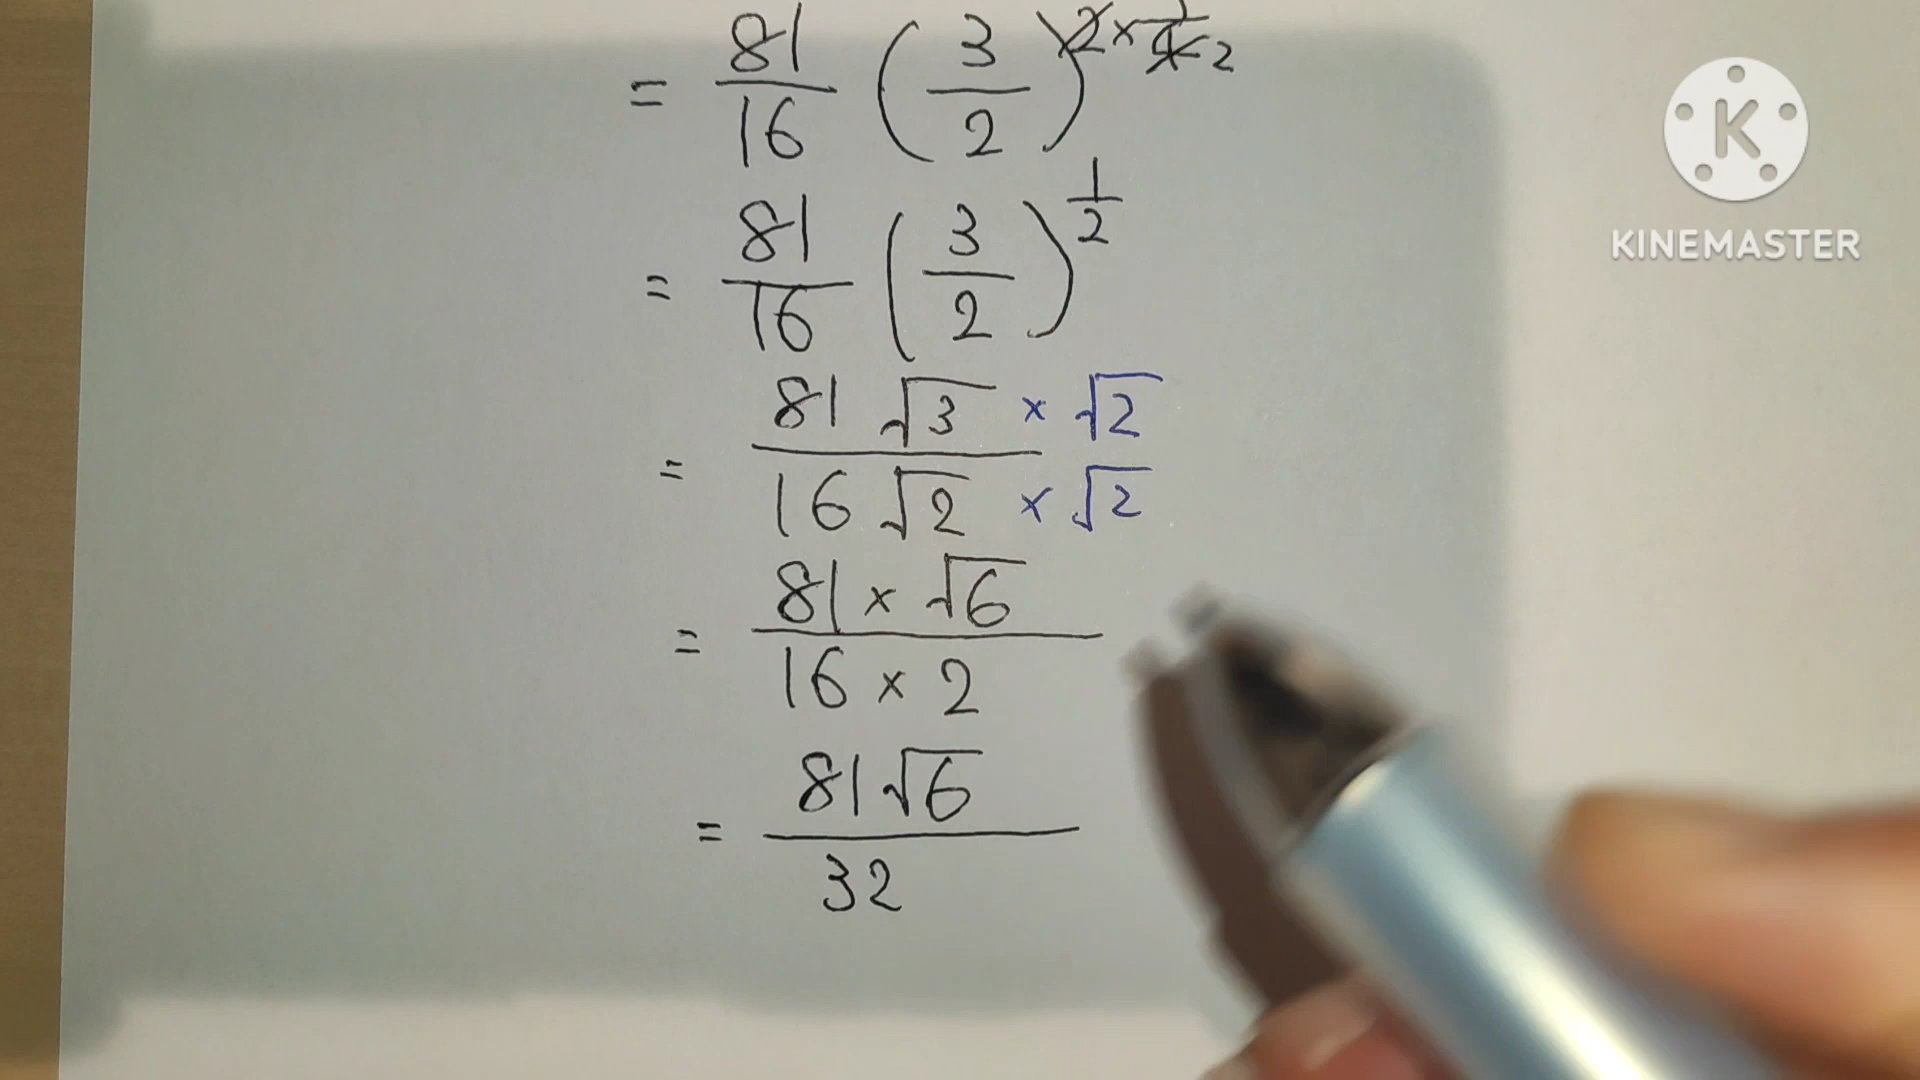 = 81/16 (3/2)^2×1/4 2
= 81/16 (3/2)^1/2
= 81 √3 × √2 / 16 √2 × √2
= 81 × √6 / 16 × 2
= 81√6 / 32
KINEMASTER